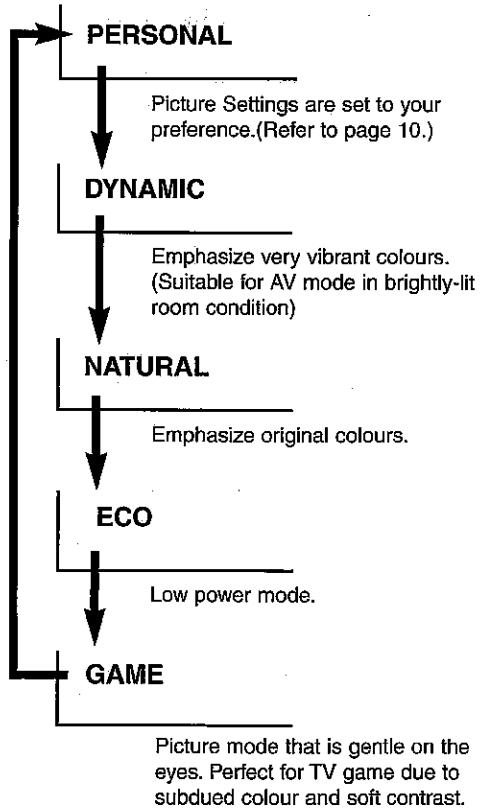 PERSONAL
Picture Settings are set to your
preference.(Refer to page 10.)
DYNAMIC
Emphasize very vibrant colours.
(Suitable for AV mode in brightly-lit
room condition)
NATURAL
Emphasize original colours.
ECO
Low power mode.
GAME
Picture mode that is gentle on the
eyes. Perfect for TV game due to
subdued colour and soft contrast.